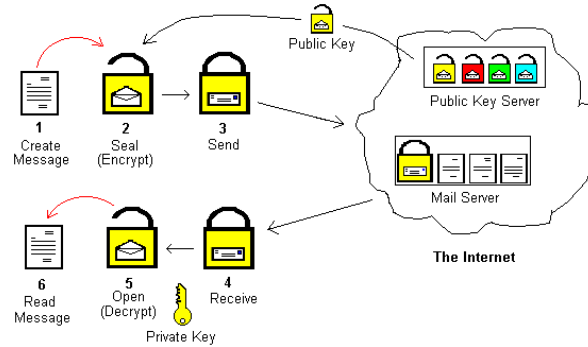 Public Key
Public Key Server
1
Create
Message
2
Seal
(Encrypt)
3
Send
Mail Server
The Internet
6
Read
Message
5
Open
(Decrypt)
4
Receive
Private Key